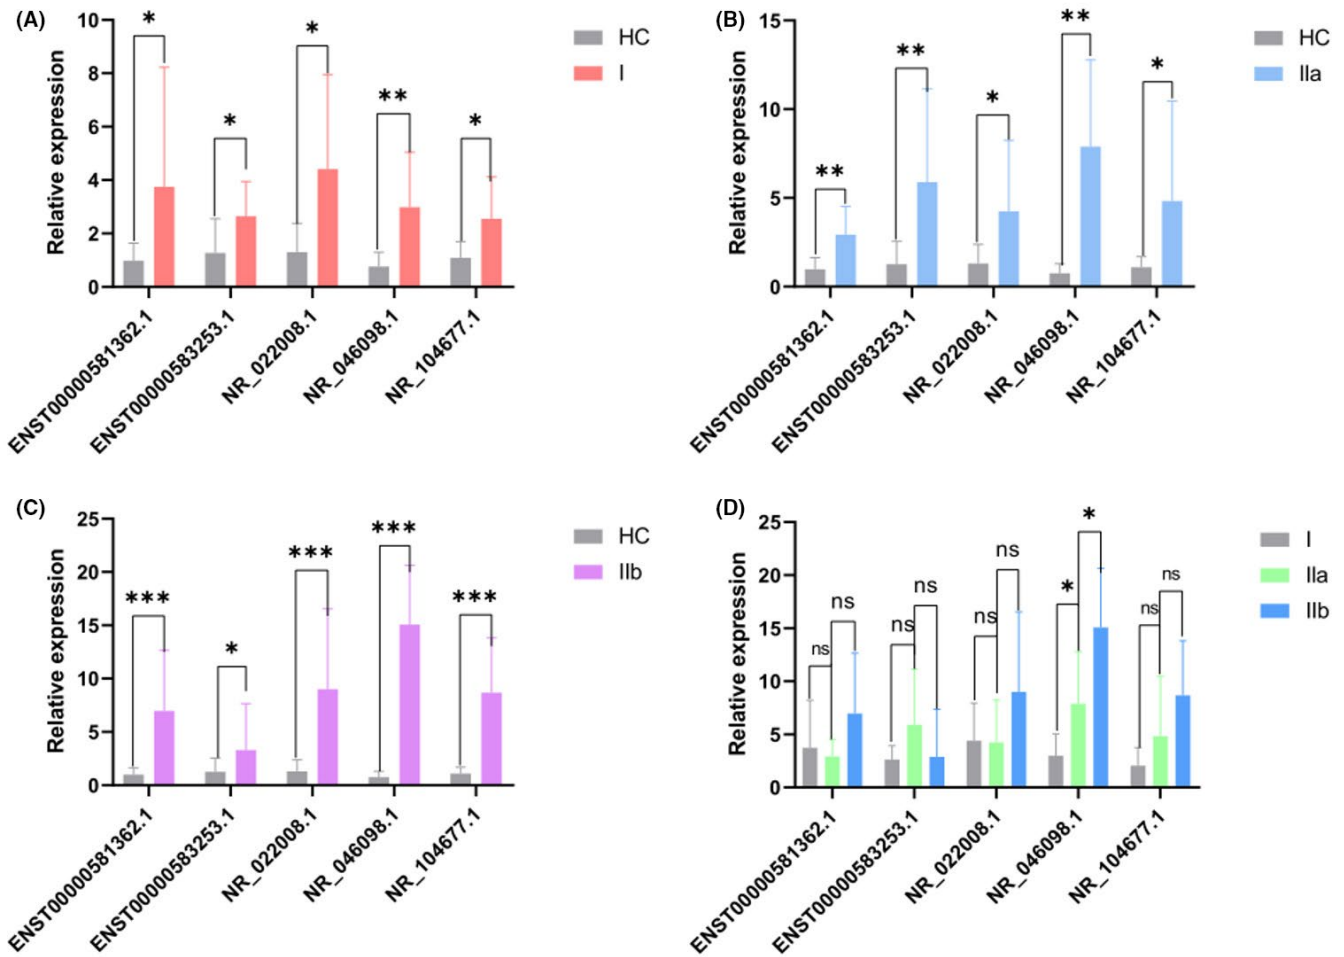 (A)
Relative expression
10
8
6
4
2
0
*
*
*
**
*
HC
I
ENST00000581362.1
ENST00000583253.1
NR_022008.1
NR_046098.1
NR_104677.1
(B)
Relative expression
15
10
5
0
**
**
*
**
*
HC
IIa
ENST00000581362.1
ENST00000583253.1
NR_022008.1
NR_046098.1
NR_104677.1
(C)
Relative expression
25
20
15
10
5
0
***
*
***
***
***
HC
IIb
ENST00000581362.1
ENST00000583253.1
NR_022008.1
NR_046098.1
NR_104677.1
(D)
Relative expression
25
20
15
10
5
0
ns
ns
ns
ns
ns
ns
*
*
ns
ns
I
IIa
IIb
ENST00000581362.1
ENST00000583253.1
NR_022008.1
NR_046098.1
NR_104677.1